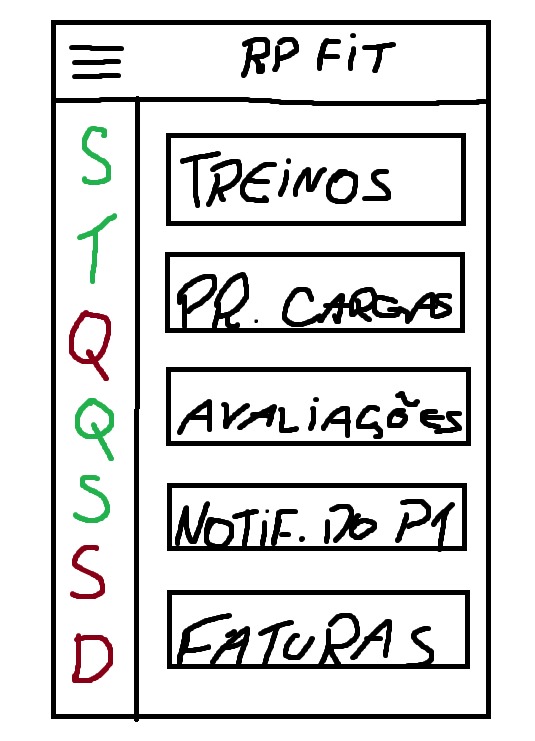 RP FiT
S
T
Q
Q
S
S
D
TREiNOS
PR. CARGAS
AVALiAÇÕES
NOTiF. DO P1
FATURAS